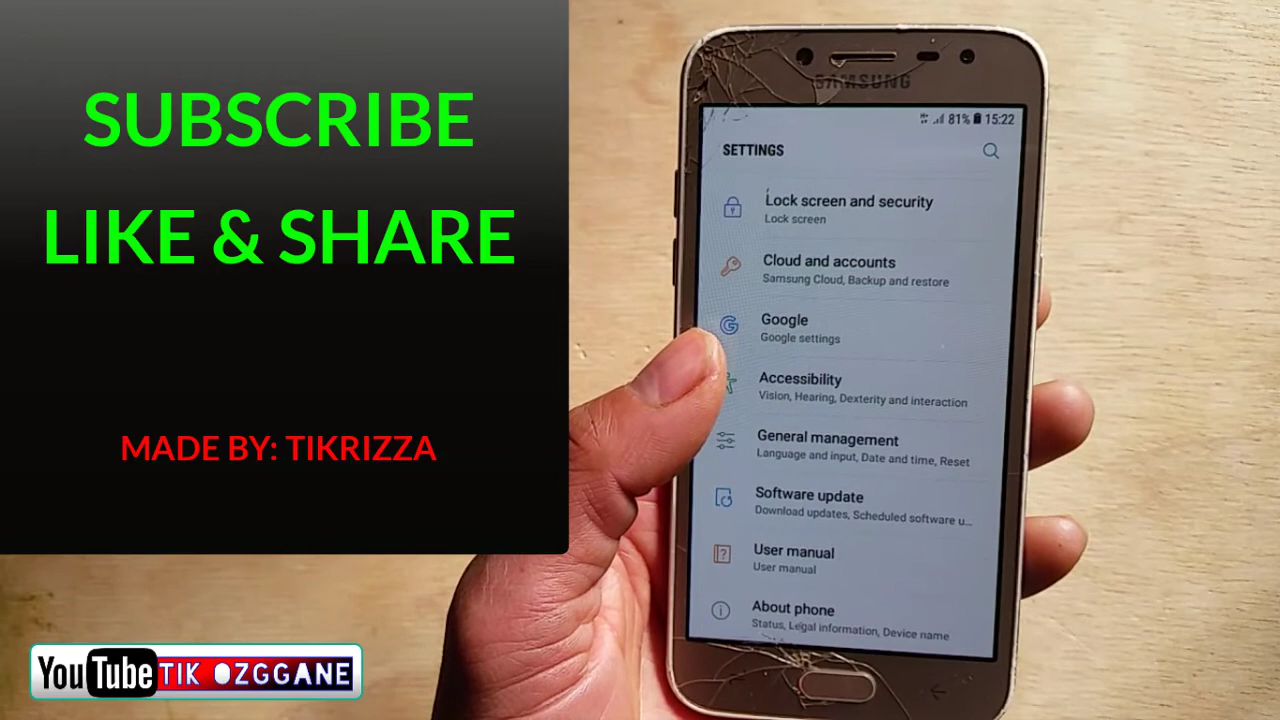 SUBSCRIBE
LIKE & SHARE
MADE BY: TIKRIZZA
YouTube TIK OZGGANE
SAMSUNG
81% 15:22
SETTINGS
Lock screen and security
Lock screen
Cloud and accounts
Samsung Cloud, Backup and restore
Google
Google settings
Accessibility
Vision, Hearing, Dexterity and interaction
General management
Language and input, Date and time, Reset
Software update
Download updates, Scheduled software u...
User manual
User manual
About phone
Status, Legal information, Device name